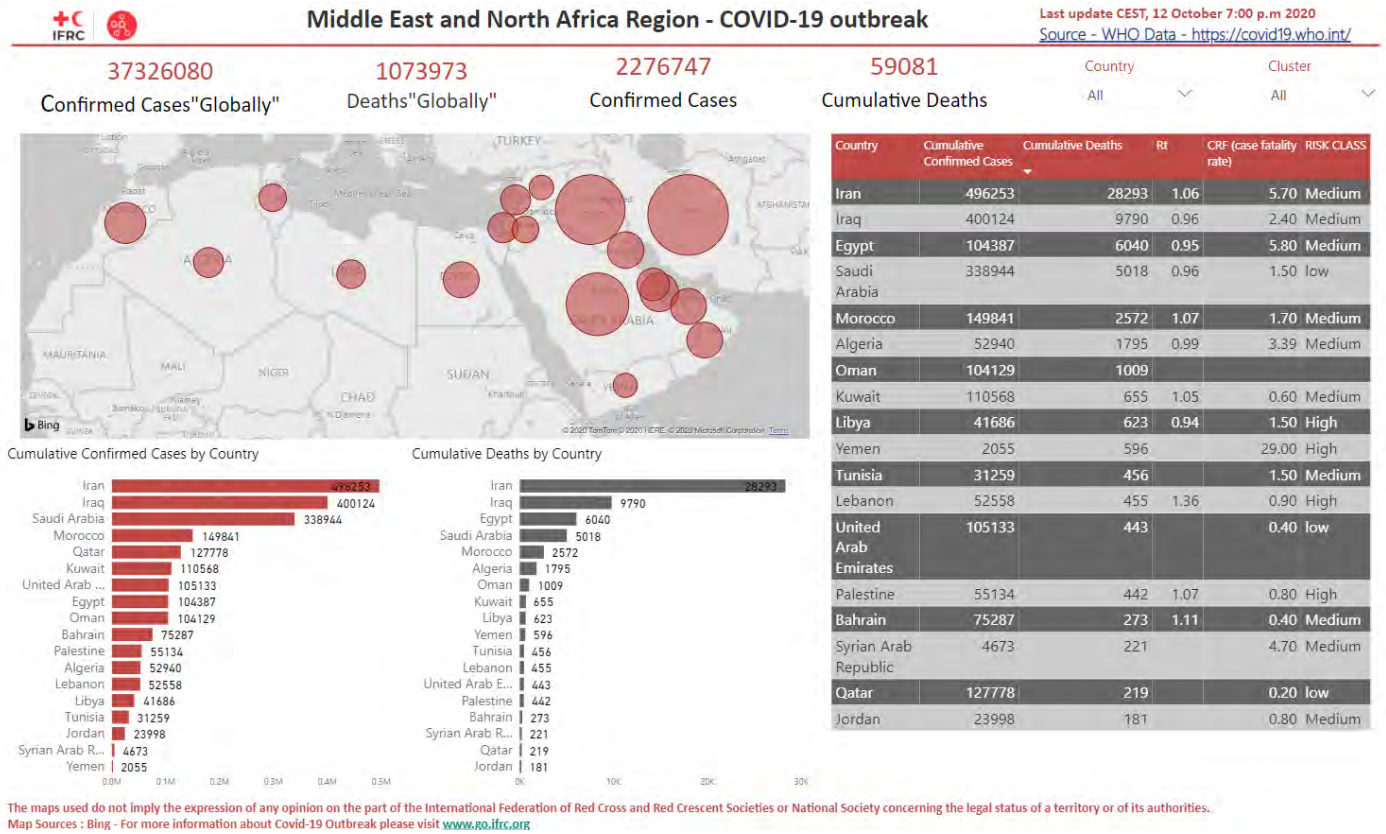 IFRC
Middle East and North Africa Region - COVID-19 outbreak
Last update CEST, 12 October 7:00 p.m 2020
Source - WHO Data - https://covid19.who.int/
37326080
Confirmed Cases"Globally"
1073973
Deaths"Globally"
2276747
Confirmed Cases
59081
Cumulative Deaths
Country
All
Cluster
All
TURKEY
Rabat
Mediterranean Sea
AFGHANISTAN
ALGERIA
SAUDI ARABIA
MAURITANIA
MALI
NIGER
CHAD
SUDAN
Khartoum
Niamey
Bamako
N'Djamena
Bing
© 2020 TomTom © 2020 HERE, © 2020 Microsoft Corporation Terms
Country Cumulative Confirmed Cases Cumulative Deaths Rt CRF (case fatality rate) RISK CLASS
Iran 496253 28293 1.06 5.70 Medium
Iraq 400124 9790 0.96 2.40 Medium
Egypt 104387 6040 0.95 5.80 Medium
Saudi Arabia 338944 5018 0.96 1.50 low
Morocco 149841 2572 1.07 1.70 Medium
Algeria 52940 1795 0.99 3.39 Medium
Oman 104129 1009
Kuwait 110568 655 1.05 0.60 Medium
Libya 41686 623 0.94 1.50 High
Yemen 2055 596 29.00 High
Tunisia 31259 456 1.50 Medium
Lebanon 52558 455 1.36 0.90 High
United Arab Emirates 105133 443 0.40 low
Palestine 55134 442 1.07 0.80 High
Bahrain 75287 273 1.11 0.40 Medium
Syrian Arab Republic 4673 221 4.70 Medium
Qatar 127778 219 0.20 low
Jordan 23998 181 0.80 Medium
Cumulative Confirmed Cases by Country
Iran 496253
Iraq 400124
Saudi Arabia 338944
Morocco 149841
Qatar 127778
Kuwait 110568
United Arab ... 105133
Egypt 104387
Oman 104129
Bahrain 75287
Palestine 55134
Algeria 52940
Lebanon 52558
Libya 41686
Tunisia 31259
Jordan 23998
Syrian Arab R... 4673
Yemen 2055
0.0M 0.1M 0.2M 0.3M 0.4M 0.5M
Cumulative Deaths by Country
Iran 28293
Iraq 9790
Egypt 6040
Saudi Arabia 5018
Morocco 2572
Algeria 1795
Oman 1009
Kuwait 655
Libya 623
Yemen 596
Tunisia 456
Lebanon 455
United Arab E... 443
Palestine 442
Bahrain 273
Syrian Arab R... 221
Qatar 219
Jordan 181
0K 10K 20K 30K
The maps used do not imply the expression of any opinion on the part of the International Federation of Red Cross and Red Crescent Societies or National Society concerning the legal status of a territory or of its authorities.
Map Sources : Bing - For more information about Covid-19 Outbreak please visit www.go.ifrc.org